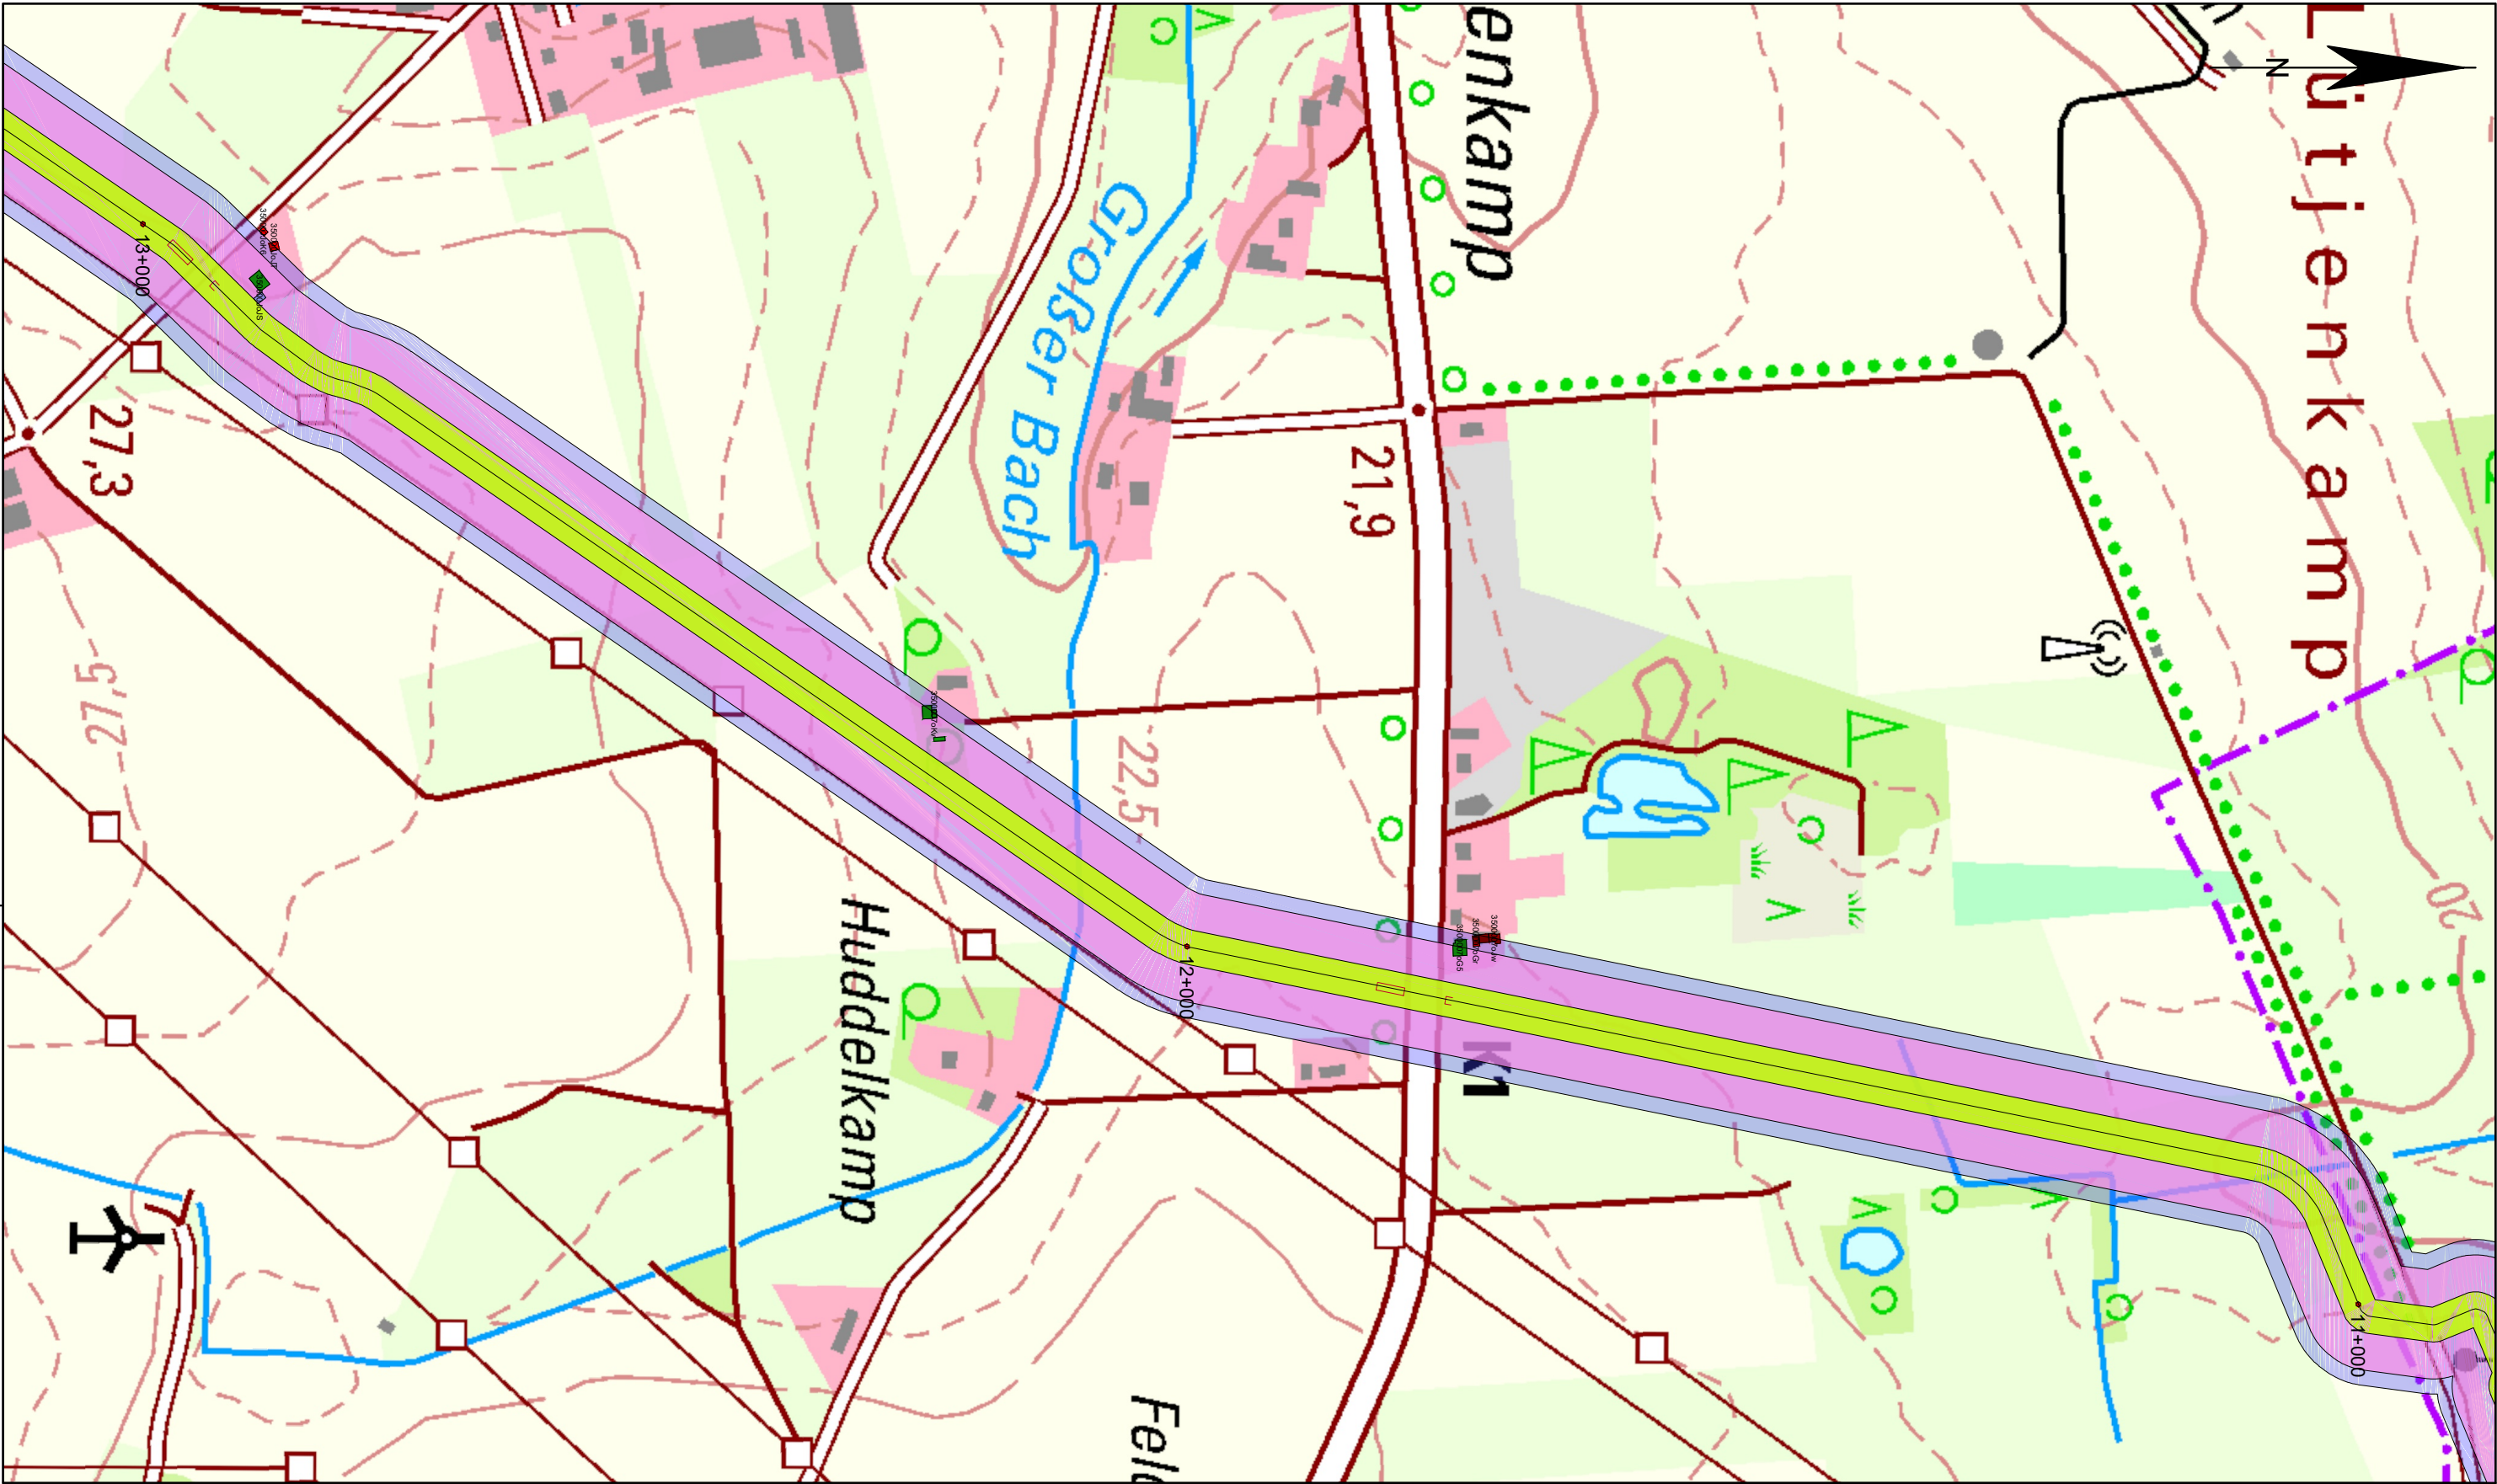 Lütjenkamp
N
enkamp
Großer Bach
21,9
27,3
27,5
22,5
20
13+000
12+000
11+000
K1
Huddelkamp
Feld